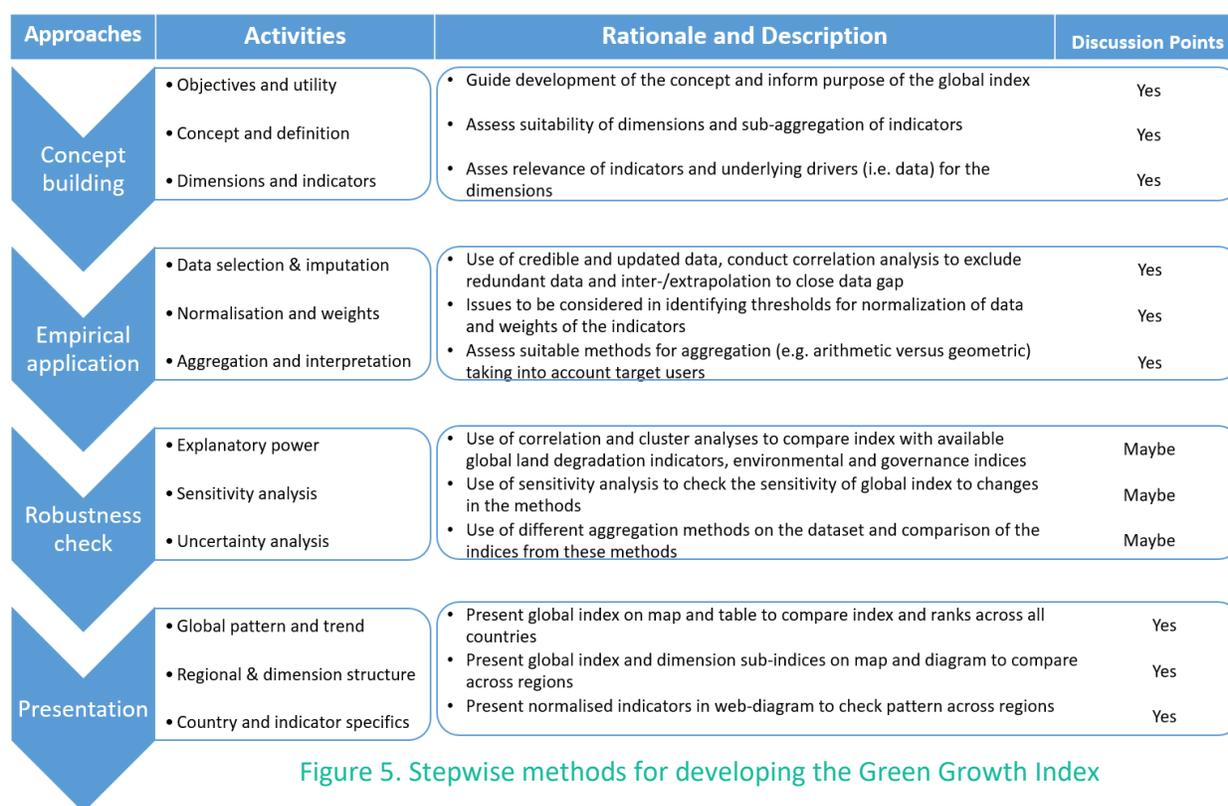 Approaches
Activities
Rationale and Description
Discussion Points
Concept
building
• Objectives and utility
• Concept and definition
• Dimensions and indicators
• Guide development of the concept and inform purpose of the global index
• Assess suitability of dimensions and sub-aggregation of indicators
• Asses relevance of indicators and underlying drivers (i.e. data) for the
dimensions
Yes
Yes
Yes
Empirical
application
• Data selection & imputation
• Normalisation and weights
• Aggregation and interpretation
• Use of credible and updated data, conduct correlation analysis to exclude
redundant data and inter-/extrapolation to close data gap
• Issues to be considered in identifying thresholds for normalization of data
and weights of the indicators
• Assess suitable methods for aggregation (e.g. arithmetic versus geometric)
taking into account target users
Yes
Yes
Yes
Robustness
check
• Explanatory power
• Sensitivity analysis
• Uncertainty analysis
• Use of correlation and cluster analyses to compare index with available
global land degradation indicators, environmental and governance indices
• Use of sensitivity analysis to check the sensitivity of global index to changes
in the methods
• Use of different aggregation methods on the dataset and comparison of the
indices from these methods
Maybe
Maybe
Maybe
Presentation
• Global pattern and trend
• Regional & dimension structure
• Country and indicator specifics
• Present global index on map and table to compare index and ranks across all
countries
• Present global index and dimension sub-indices on map and diagram to compare
across regions
• Present normalised indicators in web-diagram to check pattern across regions
Yes
Yes
Yes
Figure 5. Stepwise methods for developing the Green Growth Index